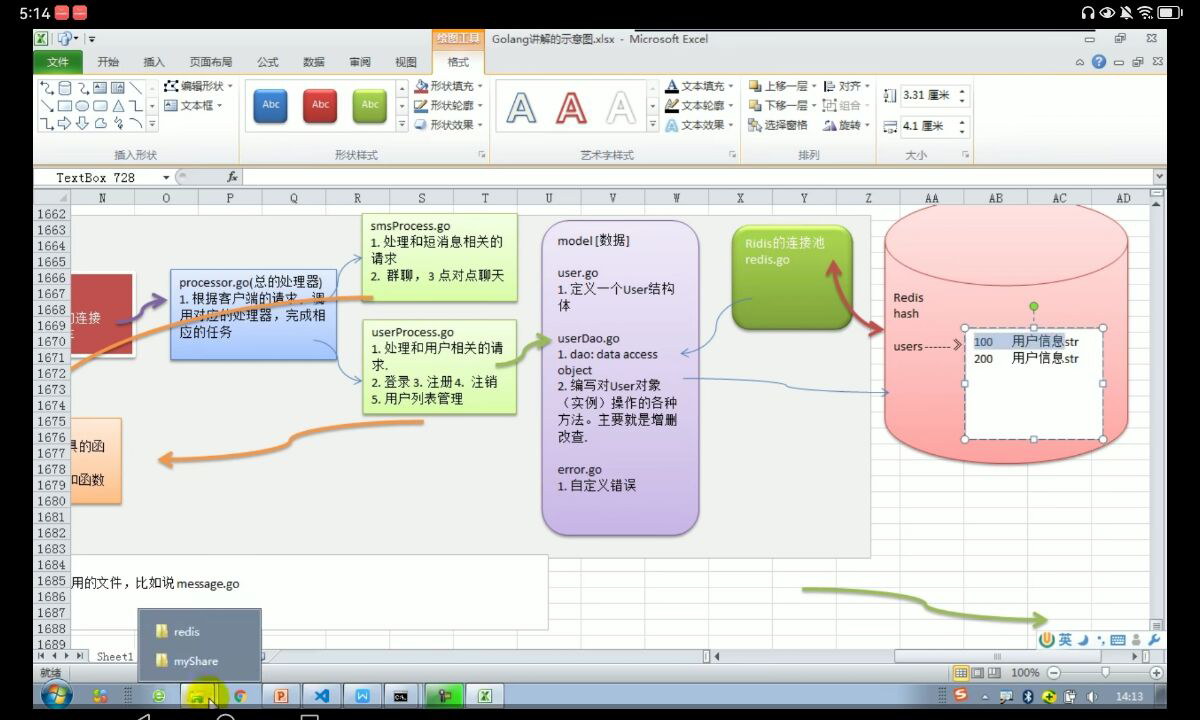 5:14
绘图工具
Golang讲解的示意图.xlsx - Microsoft Excel
文件 开始 插入 页面布局 公式 数据 审阅 视图 格式
编辑形状
文本框
插入形状
Abc Abc Abc
形状填充
形状轮廓
形状效果
形状样式
A A A
文本填充
文本轮廓
文本效果
艺术字样式
上移一层 对齐
下移一层 组合
选择窗格 旋转
排列
3.31 厘米
4.1 厘米
大小
TextBox 728
fx
N O P Q R S T U V W X Y Z AA AB AC AD
1662
1663
1664
1665
1666
1667
1668
1669
1670
1671
1672
1673
1674
1675
1676
1677
1678
1679
1680
1681
1682
1683
1684
1685
1686
1687
1688
1689
的连接
processor.go(总的处理器)
1. 根据客户端的请求，调
用对应的处理器，完成相
应的任务
smsProcess.go
1. 处理和短消息相关的
请求
2. 群聊，3 点对点聊天
userProcess.go
1. 处理和用户相关的请
求.
2. 登录 3. 注册 4. 注销
5. 用户列表管理
model [数据]
user.go
1. 定义一个User结构
体
userDao.go
1. dao: data access
object
2. 编写对User对象
（实例）操作的各种
方法。主要就是增删
改查.
error.go
1. 自定义错误
Ridis的连接池
redis.go
Redis
hash
users
100 用户信息str
200 用户信息str
具的函
和函数
用的文件，比如说 message.go
redis
myShare
英
Sheet1
就绪
100%
14:13